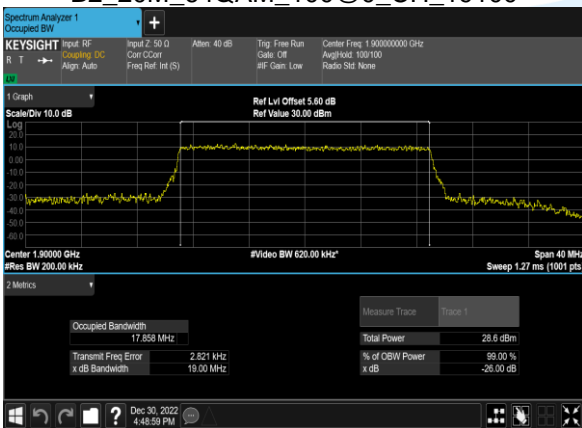 Spectrum Analyzer 1
Occupied BW
+
KEYSIGHT Input: RF Input Z: 50 Ω Atten: 40 dB Trig: Free Run Center Freq: 1.900000000 GHz
R T Coupling: DC Corr CCorr Gate: Off Avg|Hold: 100/100
Align: Auto Freq Ref: Int (S) #IF Gain: Low Radio Std: None
LW
1 Graph
Ref Lvl Offset 5.60 dB
Scale/Div 10.0 dB Ref Value 30.00 dBm
Log
20.0
10.0
0.00
-10.0
-20.0
-30.0
-40.0
-50.0
-60.0
Center 1.90000 GHz #Video BW 620.00 kHz* Span 40 MHz
#Res BW 200.00 kHz Sweep 1.27 ms (1001 pts
2 Metrics
Measure Trace Trace 1
Occupied Bandwidth
17.858 MHz Total Power 28.6 dBm
Transmit Freq Error 2.821 kHz % of OBW Power 99.00 %
x dB Bandwidth 19.00 MHz x dB -26.00 dB
? Dec 30, 2022
4:48:59 PM